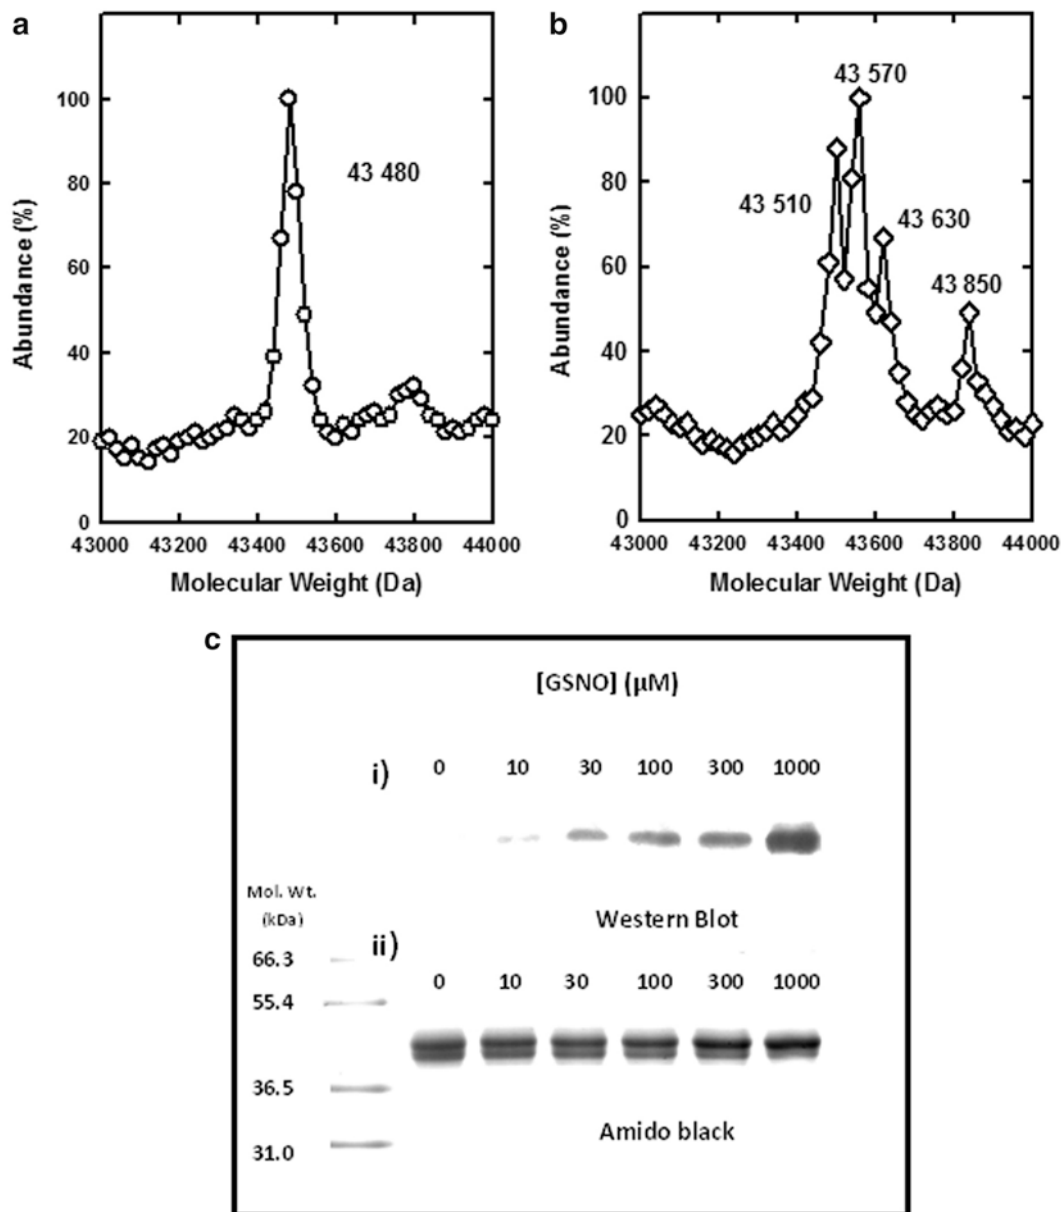 a
43 480
100
80
60
40
20
0
Abundance (%)
43000 43200 43400 43600 43800 44000
Molecular Weight (Da)
b
43 570
43 510
43 630
43 850
100
80
60
40
20
0
Abundance (%)
43000 43200 43400 43600 43800 44000
Molecular Weight (Da)
c
[GSNO] (µM)
i)
0 10 30 100 300 1000
Western Blot
Mol. Wt.
(kDa)
ii)
66.3
0 10 30 100 300 1000
55.4
36.5
Amido black
31.0